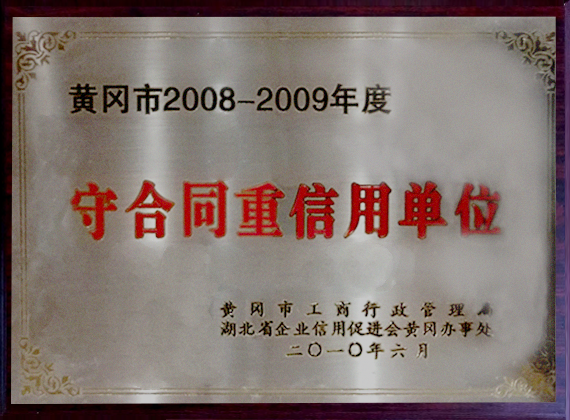 黄冈市2008-2009年度
守合同重信用单位
黄冈市工商行政管理局
湖北省企业信用促进会黄冈办事处
二〇一〇年六月